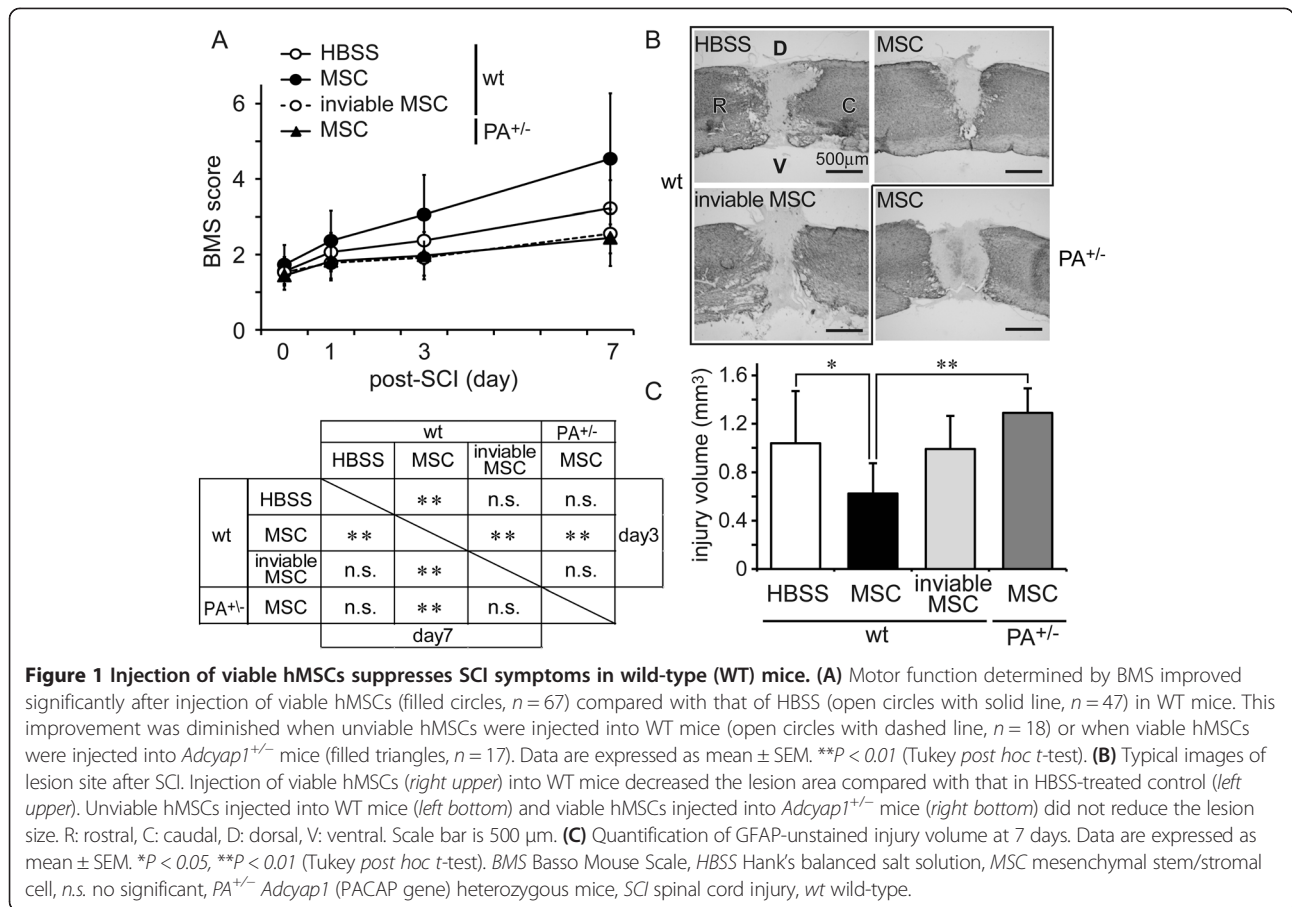 A
HBSS
MSC
inviable MSC
MSC
wt
PA+/-
BMS score
6
4
2
0
0 1 3 7
post-SCI (day)
wt PA+/-
HBSS MSC inviable MSC MSC
wt HBSS ** n.s. n.s.
MSC ** ** ** day3
inviable MSC n.s. ** n.s.
PA+\- MSC n.s. ** n.s.
day7
B
HBSS D MSC
R C
V 500μm
wt
inviable MSC MSC
PA+/-
C
injury volume (mm3)
1.6
1.2
0.8
0.4
0
* **
HBSS MSC inviable MSC MSC
wt PA+/-
Figure 1 Injection of viable hMSCs suppresses SCI symptoms in wild-type (WT) mice. (A) Motor function determined by BMS improved
significantly after injection of viable hMSCs (filled circles, n = 67) compared with that of HBSS (open circles with solid line, n = 47) in WT mice. This
improvement was diminished when unviable hMSCs were injected into WT mice (open circles with dashed line, n = 18) or when viable hMSCs
were injected into Adcyap1+/− mice (filled triangles, n = 17). Data are expressed as mean ± SEM. **P < 0.01 (Tukey post hoc t-test). (B) Typical images of
lesion site after SCI. Injection of viable hMSCs (right upper) into WT mice decreased the lesion area compared with that in HBSS-treated control (left
upper). Unviable hMSCs injected into WT mice (left bottom) and viable hMSCs injected into Adcyap1+/− mice (right bottom) did not reduce the lesion
size. R: rostral, C: caudal, D: dorsal, V: ventral. Scale bar is 500 μm. (C) Quantification of GFAP-unstained injury volume at 7 days. Data are expressed as
mean ± SEM. *P < 0.05, **P < 0.01 (Tukey post hoc t-test). BMS Basso Mouse Scale, HBSS Hank's balanced salt solution, MSC mesenchymal stem/stromal
cell, n.s. no significant, PA+/− Adcyap1 (PACAP gene) heterozygous mice, SCI spinal cord injury, wt wild-type.